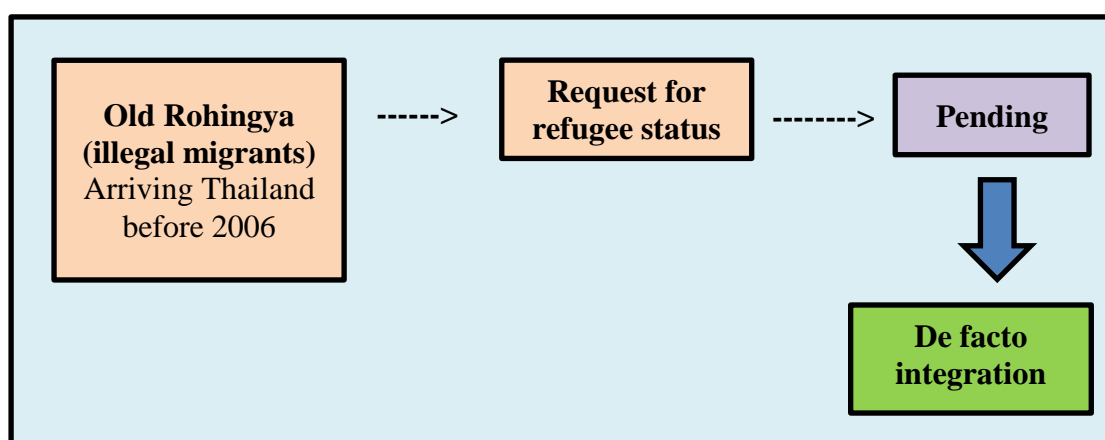 Old Rohingya
(illegal migrants)
Arriving Thailand
before 2006
------>
Request for
refugee status
-------->
Pending
De facto
integration